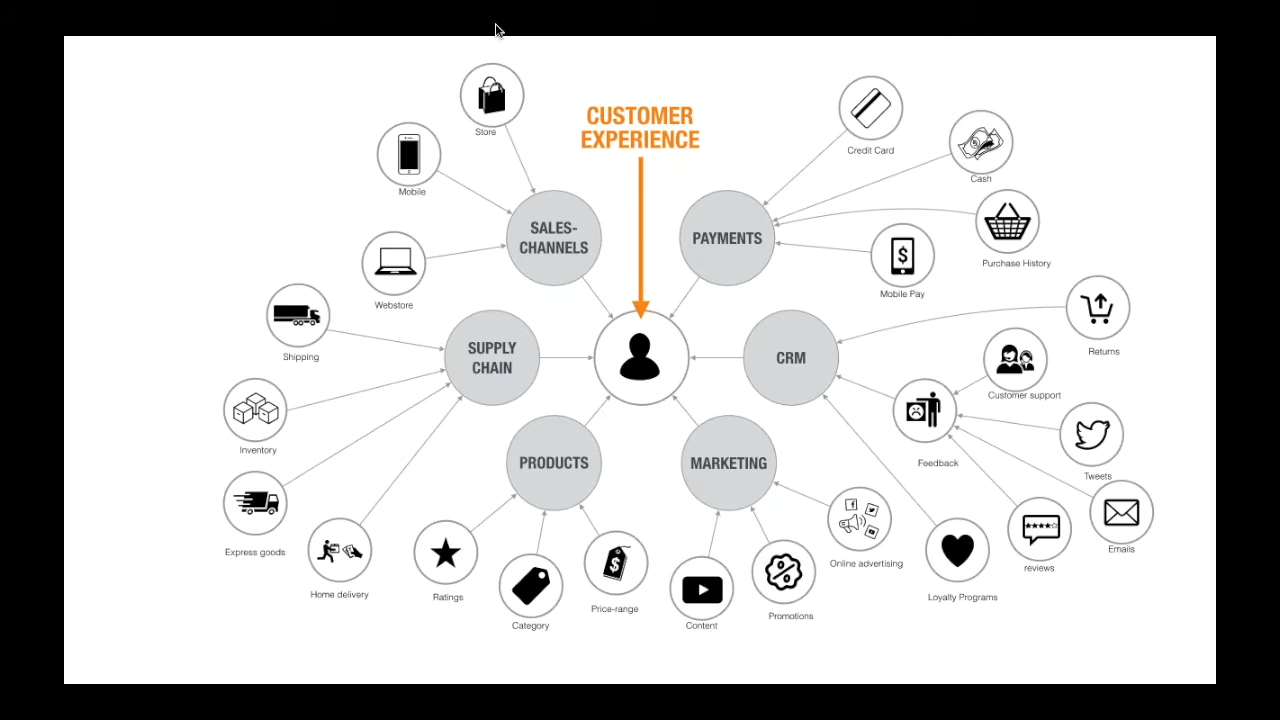 CUSTOMER
EXPERIENCE
Store
Mobile
Webstore
SALES-
CHANNELS
PAYMENTS
Credit Card
Cash
Purchase History
Mobile Pay
Shipping
Inventory
Express goods
Home delivery
SUPPLY
CHAIN
CRM
Returns
Customer support
Feedback
Tweets
Emails
reviews
Loyalty Programs
PRODUCTS
Ratings
Category
Price-range
MARKETING
Content
Promotions
Online advertising